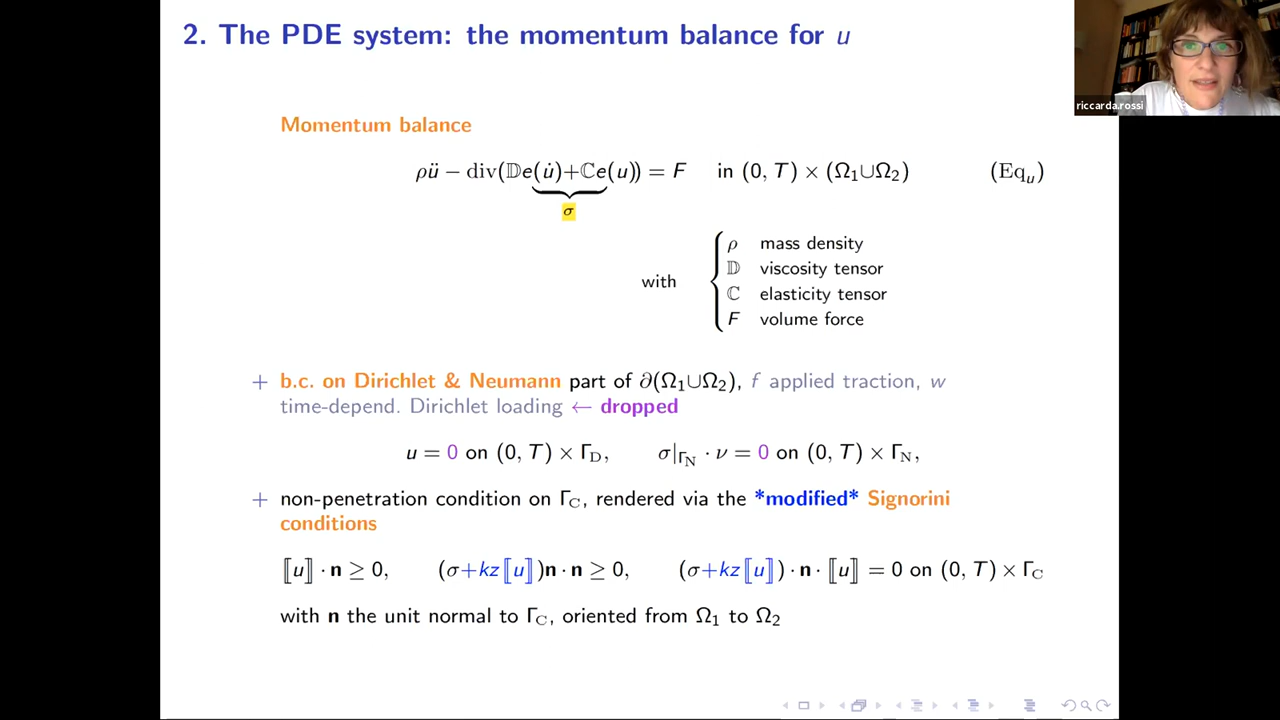 2. The PDE system: the momentum balance for u
riccarda.rossi
Momentum balance
ρü − div(𝔻e(u̇)+ℂe(u)) = F in (0, T) × (Ω₁∪Ω₂) (Eq_u)
σ
ρ mass density
𝔻 viscosity tensor
with
ℂ elasticity tensor
F volume force
+ b.c. on Dirichlet & Neumann part of ∂(Ω₁∪Ω₂), f applied traction, w
time-depend. Dirichlet loading ← dropped
u = 0 on (0, T) × Γ_D, σ|_Γ_N · ν = 0 on (0, T) × Γ_N,
+ non-penetration condition on Γ_C, rendered via the *modified* Signorini
conditions
⟦u⟧ · n ≥ 0, (σ+kz⟦u⟧)n · n ≥ 0, (σ+kz⟦u⟧) · n · ⟦u⟧ = 0 on (0, T) × Γ_C
with n the unit normal to Γ_C, oriented from Ω₁ to Ω₂